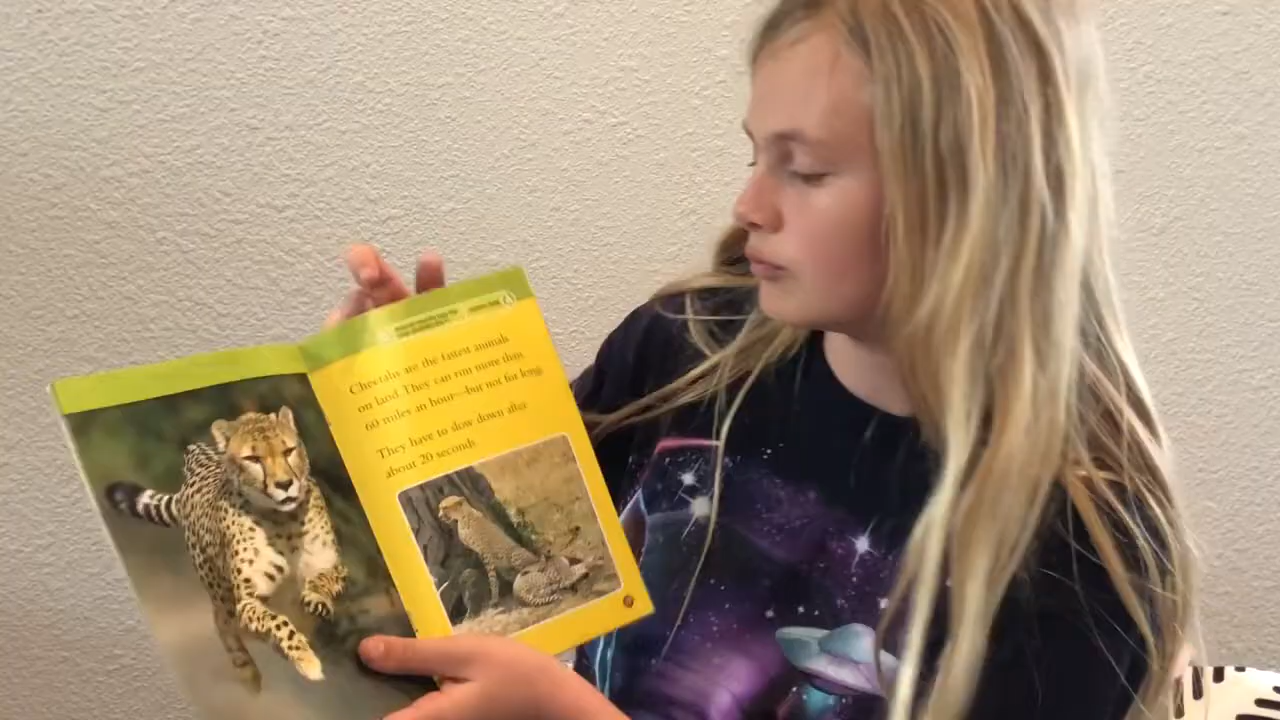 Cheetahs are the fastest animals
on land. They can run more than
60 miles an hour—but not for long.
They have to slow down after
about 20 seconds.